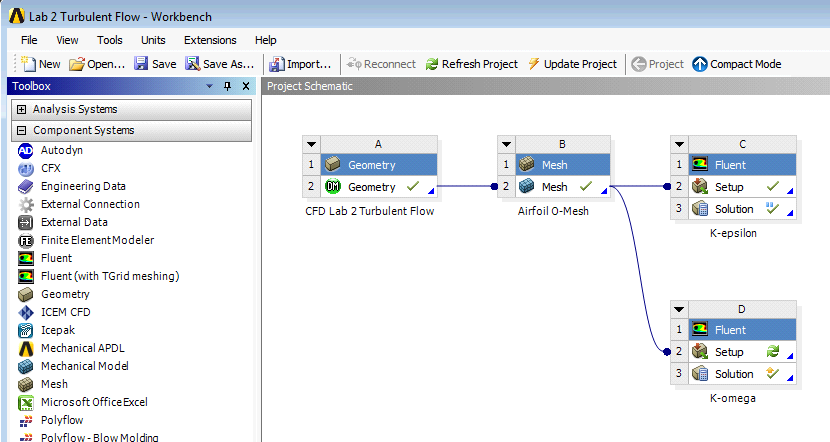 Lab 2 Turbulent Flow - Workbench
File View Tools Units Extensions Help
New Open... Save Save As... Import... Reconnect Refresh Project Update Project Project Compact Mode
Toolbox
Analysis Systems
Component Systems
AD Autodyn
CFX
Engineering Data
External Connection
External Data
FE Finite Element Modeler
Fluent
Fluent (with TGrid meshing)
Geometry
ICEM CFD
Icepak
Mechanical APDL
Mechanical Model
Mesh
Microsoft Office Excel
Polyflow
Polyflow - Blow Molding
Project Schematic
A
1 Geometry
2 DM Geometry
CFD Lab 2 Turbulent Flow
B
1 Mesh
2 Mesh
Airfoil O-Mesh
C
1 Fluent
2 Setup
3 Solution
K-epsilon
D
1 Fluent
2 Setup
3 Solution
K-omega